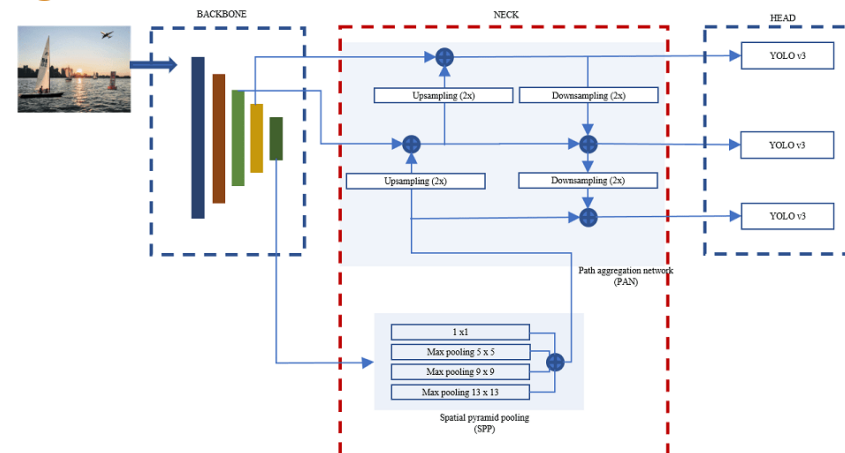 BACKBONE
NECK
HEAD
YOLO v3
Upsampling (2x)
Downsampling (2x)
YOLO v3
Upsampling (2x)
Downsampling (2x)
YOLO v3
Path aggregation network
(PAN)
1 x1
Max pooling 5 x 5
Max pooling 9 x 9
Max pooling 13 x 13
Spatial pyramid pooling
(SPP)